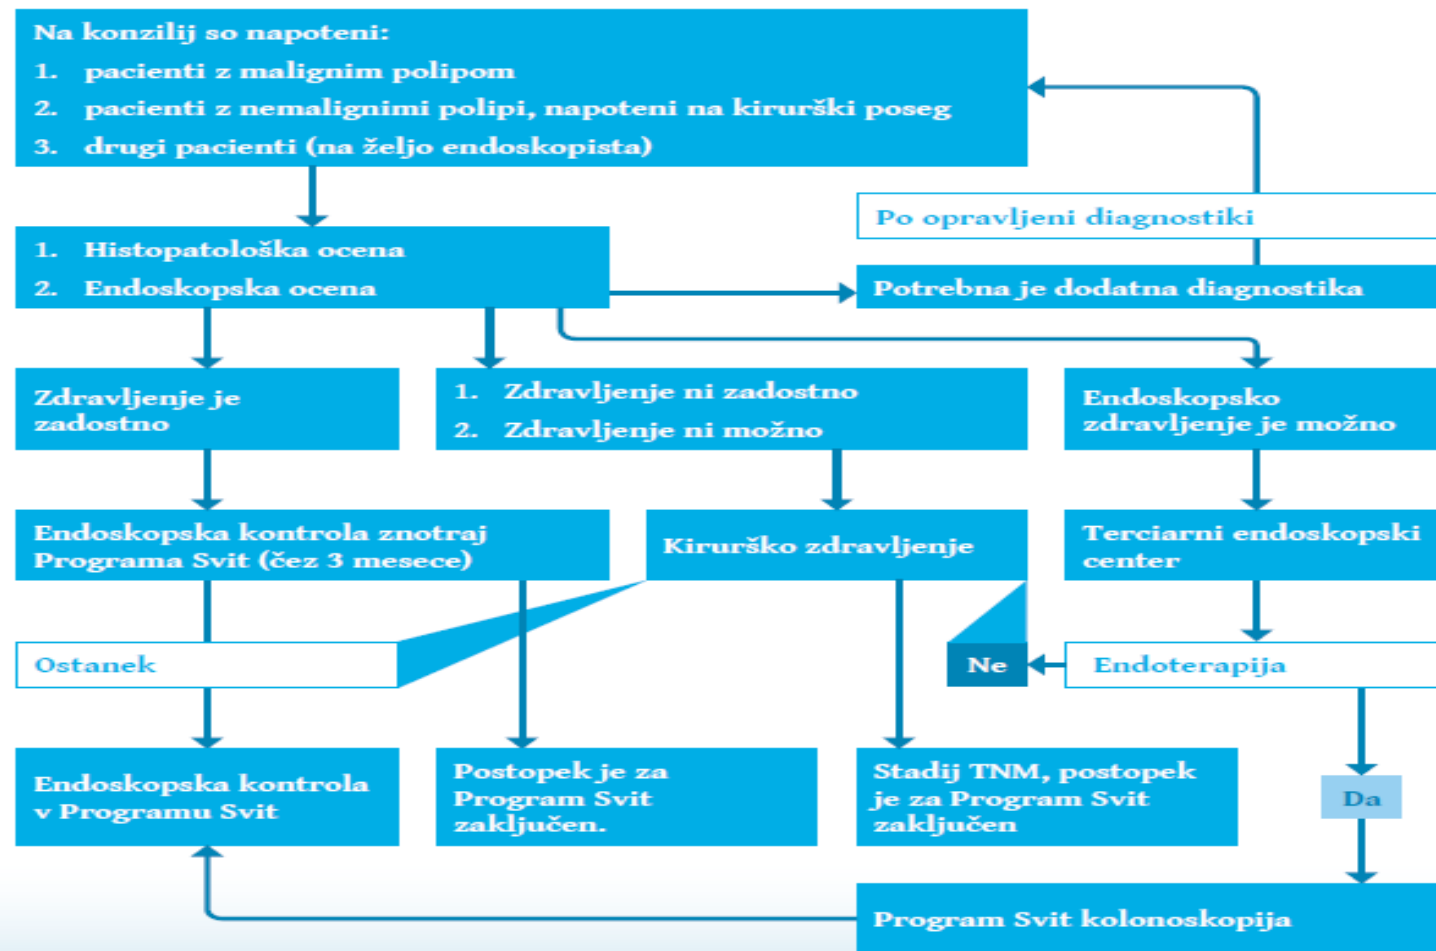 Na konzilij so napoteni:
1. pacienti z malignim polipom
2. pacienti z nemalignimi polipi, napoteni na kirurški poseg
3. drugi pacienti (na željo endoskopista)
Po opravljeni diagnostiki
1. Histopatološka ocena
2. Endoskopska ocena
Potrebna je dodatna diagnostika
Zdravljenje je
zadostno
1. Zdravljenje ni zadostno
2. Zdravljenje ni možno
Endoskopsko
zdravljenje je možno
Endoskopska kontrola znotraj
Programa Svit (čez 3 mesece)
Kirurško zdravljenje
Terciarni endoskopski
center
Ostanek
Ne
Endoterapija
Endoskopska kontrola
v Programu Svit
Postopek je za
Program Svit
zaključen.
Stadij TNM, postopek
je za Program Svit
zaključen
Da
Program Svit kolonoskopija